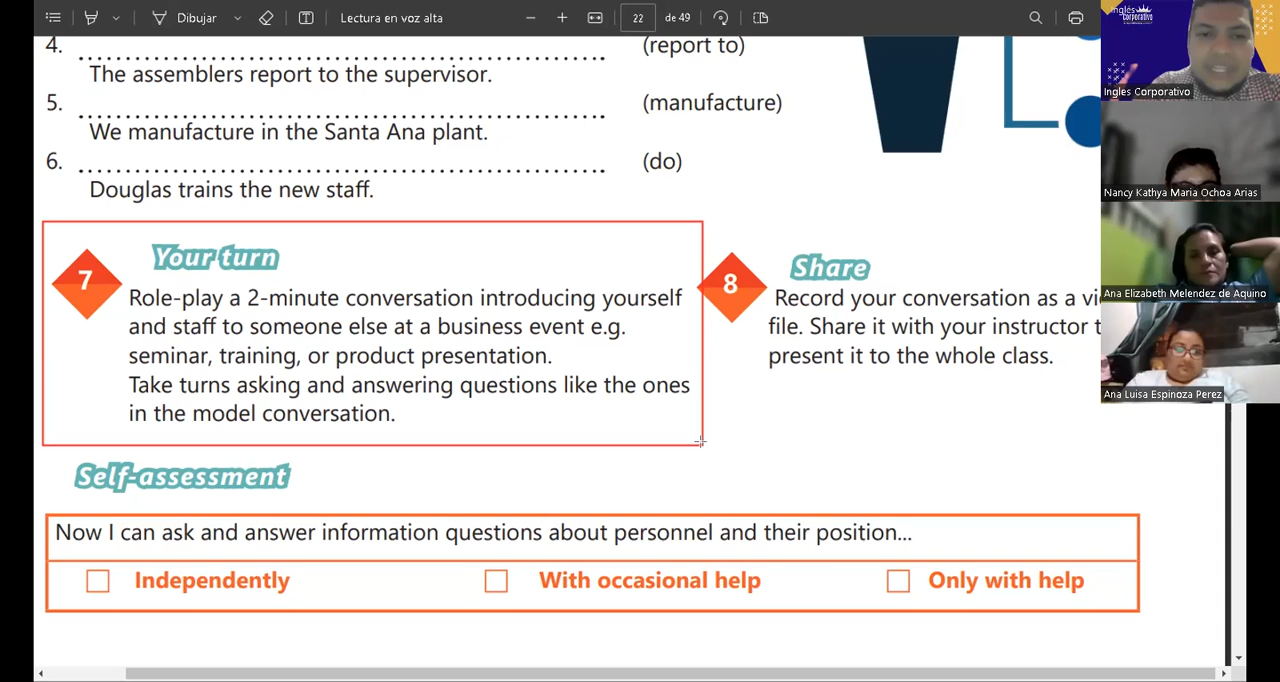 Dibujar
Lectura en voz alta
22
de 49
4. ........................................................ (report to)
The assemblers report to the supervisor.
5. ........................................................ (manufacture)
We manufacture in the Santa Ana plant.
6. ........................................................ (do)
Douglas trains the new staff.
7
Your turn
Role-play a 2-minute conversation introducing yourself
and staff to someone else at a business event e.g.
seminar, training, or product presentation.
Take turns asking and answering questions like the ones
in the model conversation.
8
Share
Record your conversation as a
file. Share it with your instructor
present it to the whole class.
Self-assessment
Now I can ask and answer information questions about personnel and their position...
Independently
With occasional help
Only with help
Inglés
Corporativo
Ingles Corporativo
Nancy Kathya Maria Ochoa Arias
Ana Elizabeth Melendez de Aquino
Ana Luisa Espinoza Perez